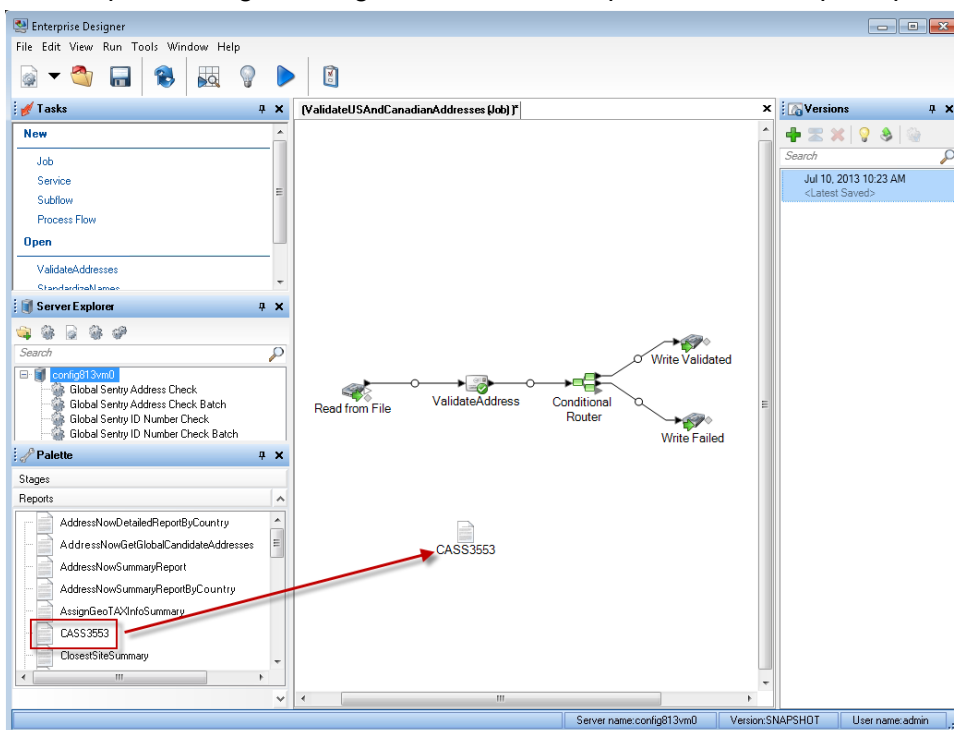 Enterprise Designer
File Edit View Run Tools Window Help
Tasks
New
Job
Service
Subflow
Process Flow
Open
ValidateAddresses
StandardizeNames
Server Explorer
Search
config813vm0
Global Sentry Address Check
Global Sentry Address Check Batch
Global Sentry ID Number Check
Global Sentry ID Number Check Batch
Palette
Stages
Reports
AddressNowDetailedReportByCountry
AddressNowGetGlobalCandidateAddresses
AddressNowSummaryReport
AddressNowSummaryReportByCountry
AssignGeoTAXInfoSummary
CASS3553
ClosestSiteSummary
(ValidateUSAndCanadianAddresses (Job) )*
Read from File
ValidateAddress
Conditional
Router
Write Validated
Write Failed
CASS3553
Versions
Search
Jul 10, 2013 10:23 AM
<Latest Saved>
Server name:config813vm0
Version:SNAPSHOT
User name:admin